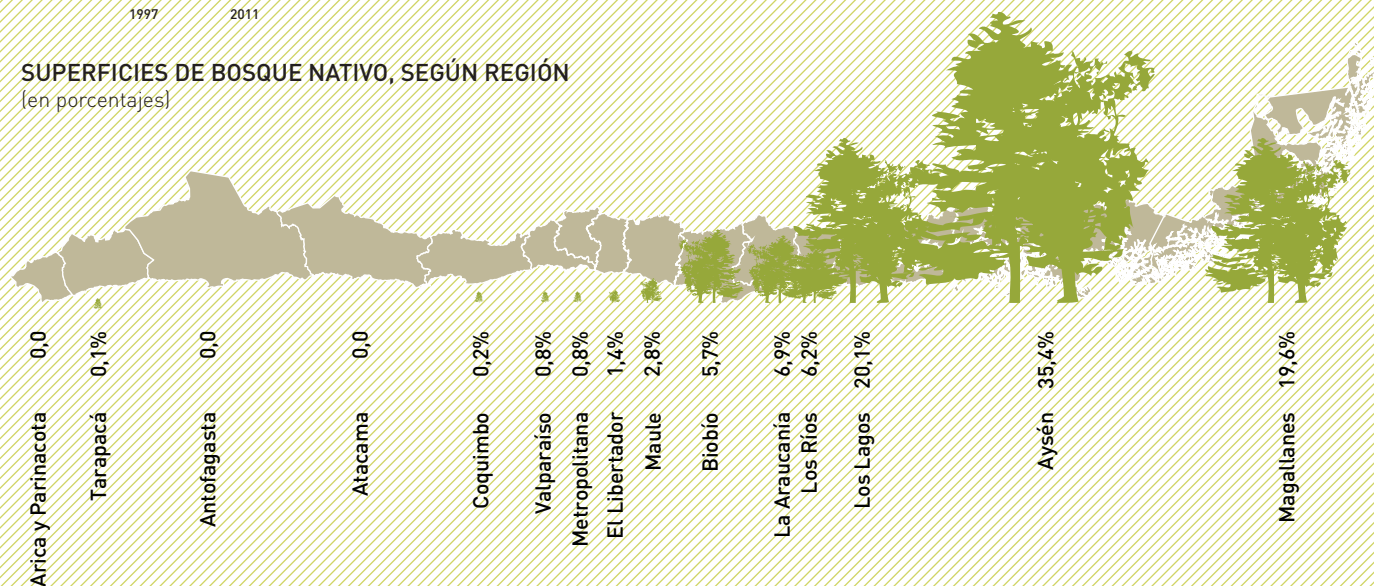 1997 2011
SUPERFICIES DE BOSQUE NATIVO, SEGÚN REGIÓN
(en porcentajes)
Arica y Parinacota 0,0
Tarapacá 0,1%
Antofagasta 0,0
Atacama 0,0
Coquimbo 0,2%
Valparaíso 0,8%
Metropolitana 0,8%
El Libertador 1,4%
Maule 2,8%
Biobío 5,7%
La Araucanía 6,9%
Los Ríos 6,2%
Los Lagos 20,1%
Aysén 35,4%
Magallanes 19,6%